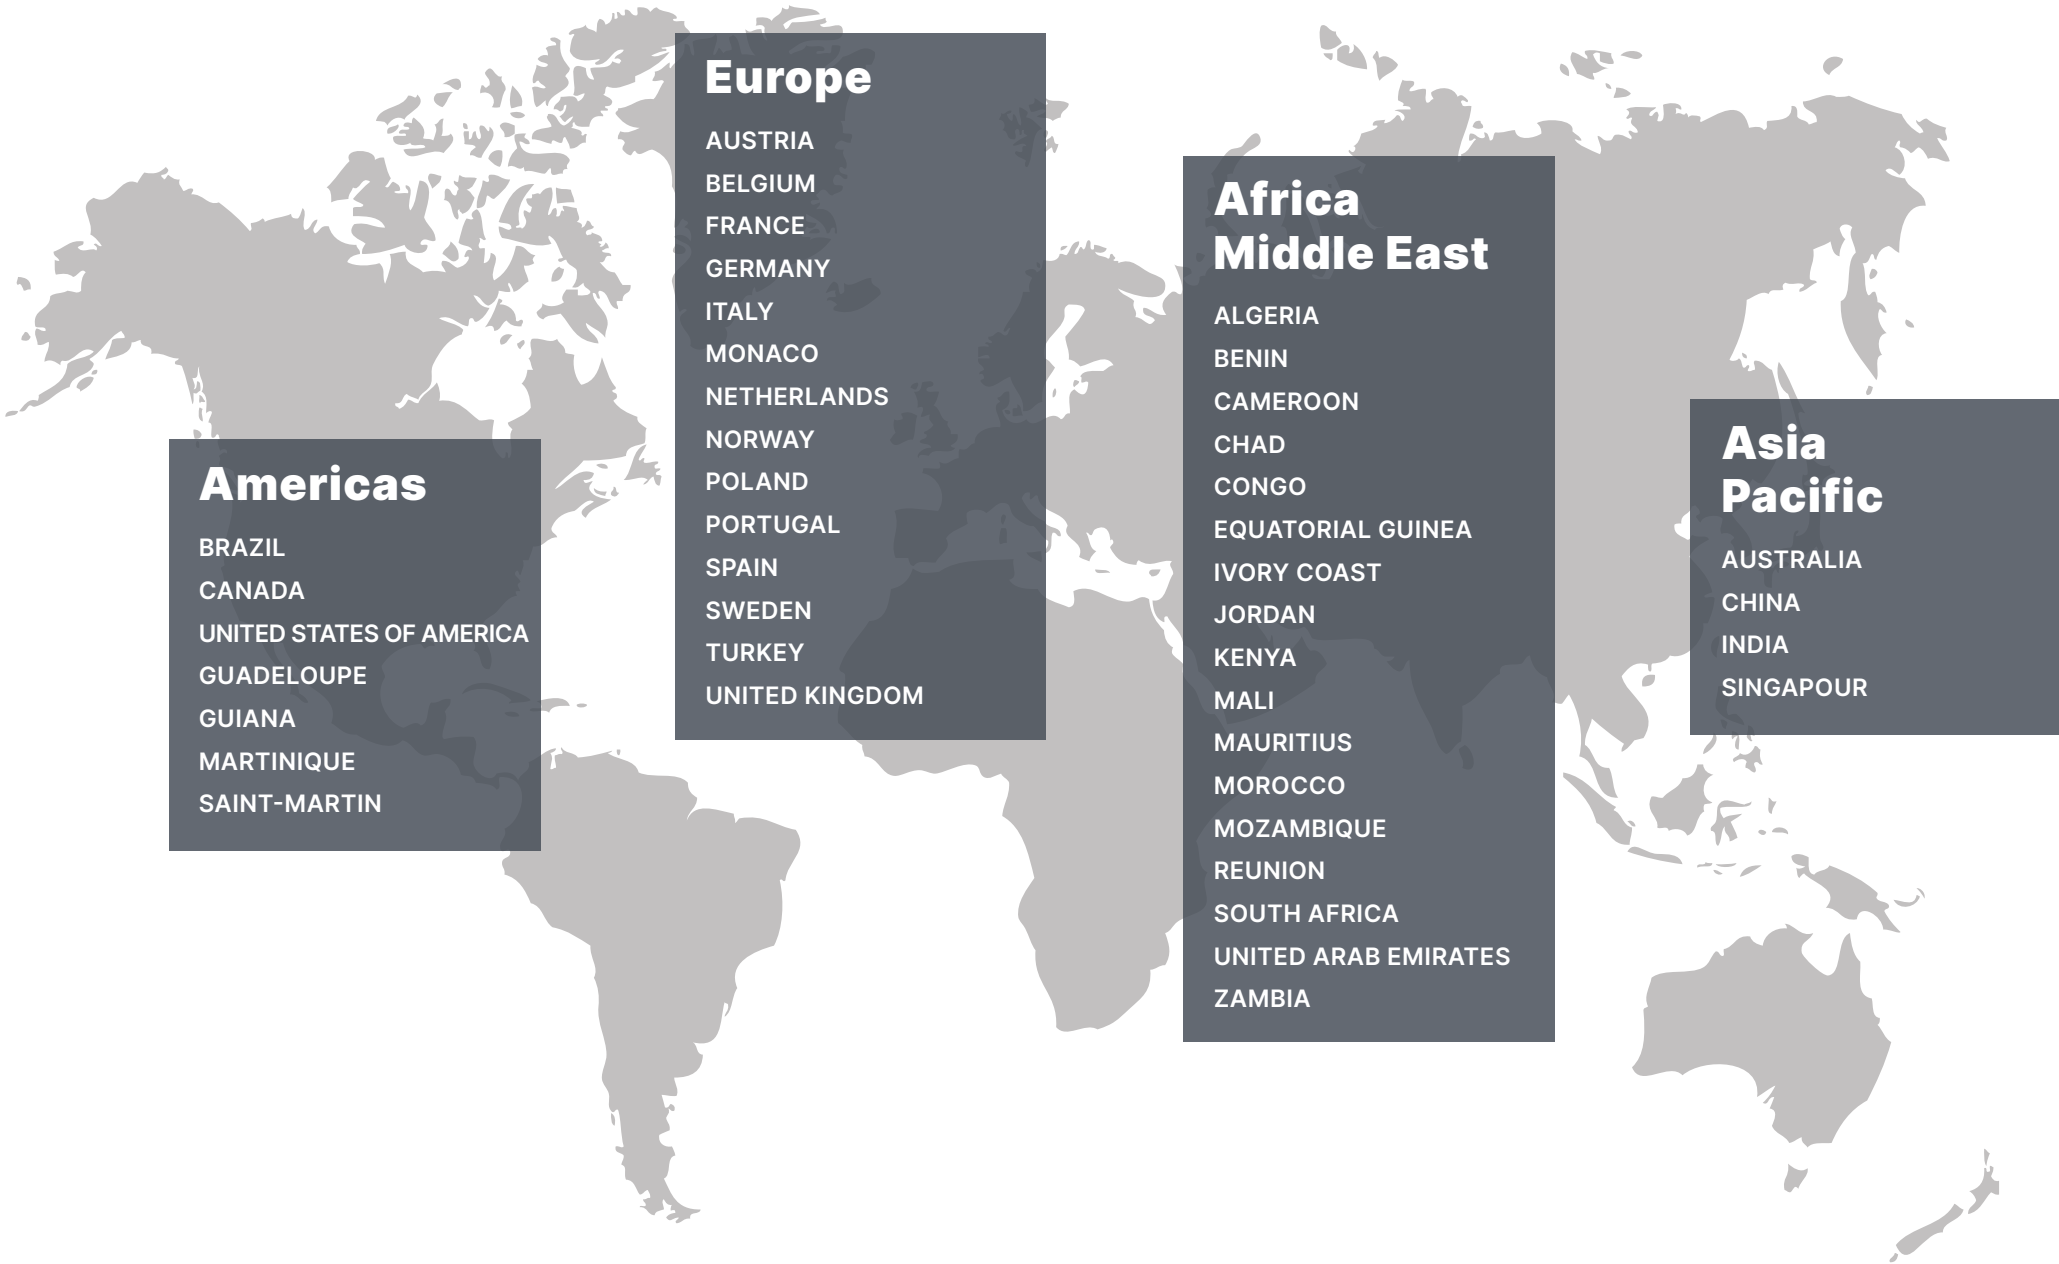 Europe
AUSTRIA
BELGIUM
FRANCE
GERMANY
ITALY
MONACO
NETHERLANDS
NORWAY
POLAND
PORTUGAL
SPAIN
SWEDEN
TURKEY
UNITED KINGDOM
Africa
Middle East
ALGERIA
BENIN
CAMEROON
CHAD
CONGO
EQUATORIAL GUINEA
IVORY COAST
JORDAN
KENYA
MALI
MAURITIUS
MOROCCO
MOZAMBIQUE
REUNION
SOUTH AFRICA
UNITED ARAB EMIRATES
ZAMBIA
Americas
BRAZIL
CANADA
UNITED STATES OF AMERICA
GUADELOUPE
GUIANA
MARTINIQUE
SAINT-MARTIN
Asia
Pacific
AUSTRALIA
CHINA
INDIA
SINGAPOUR